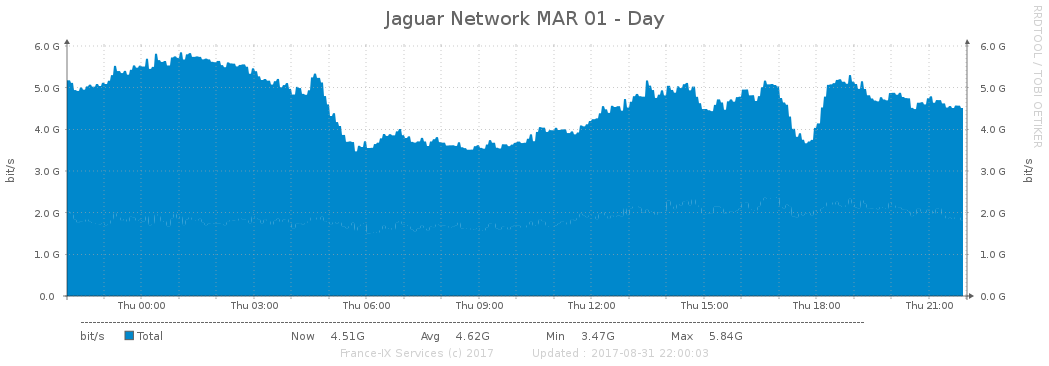 Jaguar Network MAR 01 - Day
RRDTOOL / TOBI OETIKER
bit/s
bit/s
6.0 G 6.0 G
5.0 G 5.0 G
4.0 G 4.0 G
3.0 G 3.0 G
2.0 G 2.0 G
1.0 G 1.0 G
0.0 0.0 G
Thu 00:00 Thu 03:00 Thu 06:00 Thu 09:00 Thu 12:00 Thu 15:00 Thu 18:00 Thu 21:00
bit/s Total Now 4.51G Avg 4.62G Min 3.47G Max 5.84G
France-IX Services (c) 2017 Updated : 2017-08-31 22:00:03